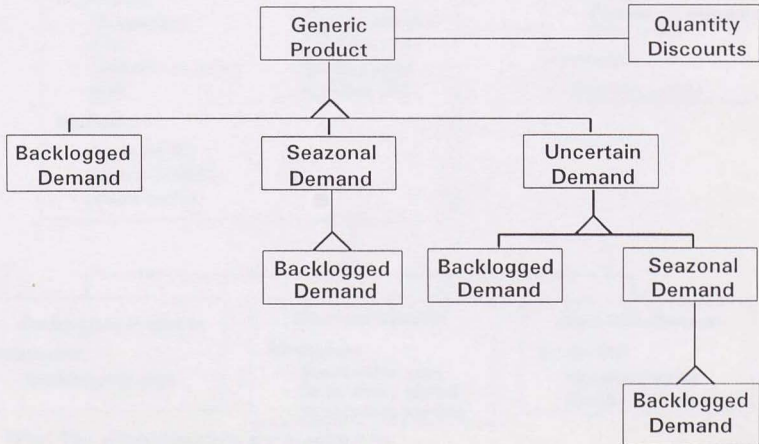 Generic
Product
Quantity
Discounts
Backlogged
Demand
Seazonal
Demand
Uncertain
Demand
Backlogged
Demand
Backlogged
Demand
Seazonal
Demand
Backlogged
Demand